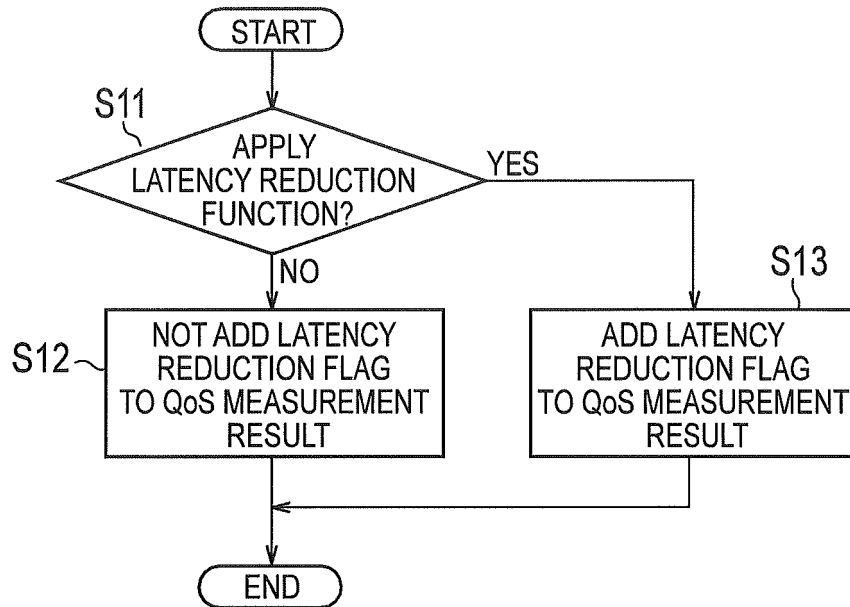 START
S11
APPLY
LATENCY REDUCTION
FUNCTION?
YES
NO
S12
NOT ADD LATENCY
REDUCTION FLAG
TO QoS MEASUREMENT
RESULT
S13
ADD LATENCY
REDUCTION FLAG
TO QoS MEASUREMENT
RESULT
END